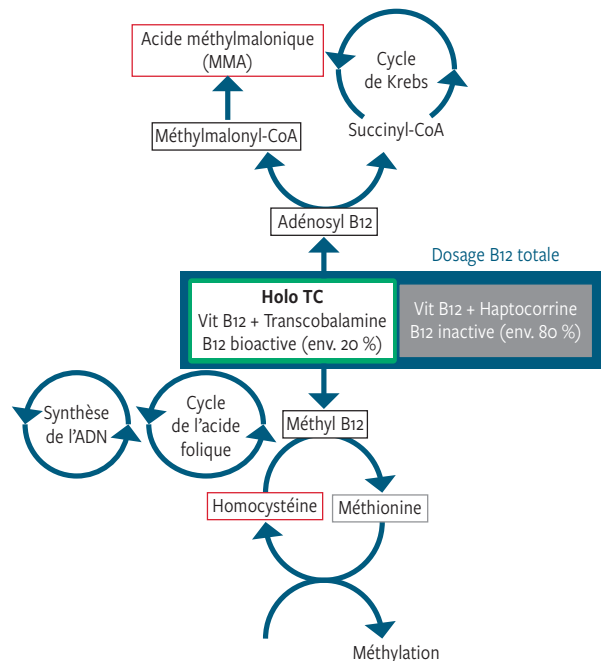 Acide méthylmalonique
(MMA)
Cycle
de Krebs
Méthylmalonyl-CoA
Succinyl-CoA
Adénosyl B12
Dosage B12 totale
Holo TC
Vit B12 + Transcobalamine
B12 bioactive (env. 20 %)
Vit B12 + Haptocorrine
B12 inactive (env. 80 %)
Synthèse
de l’ADN
Cycle
de l’acide
folique
Méthyl B12
Homocystéine
Méthionine
Méthylation